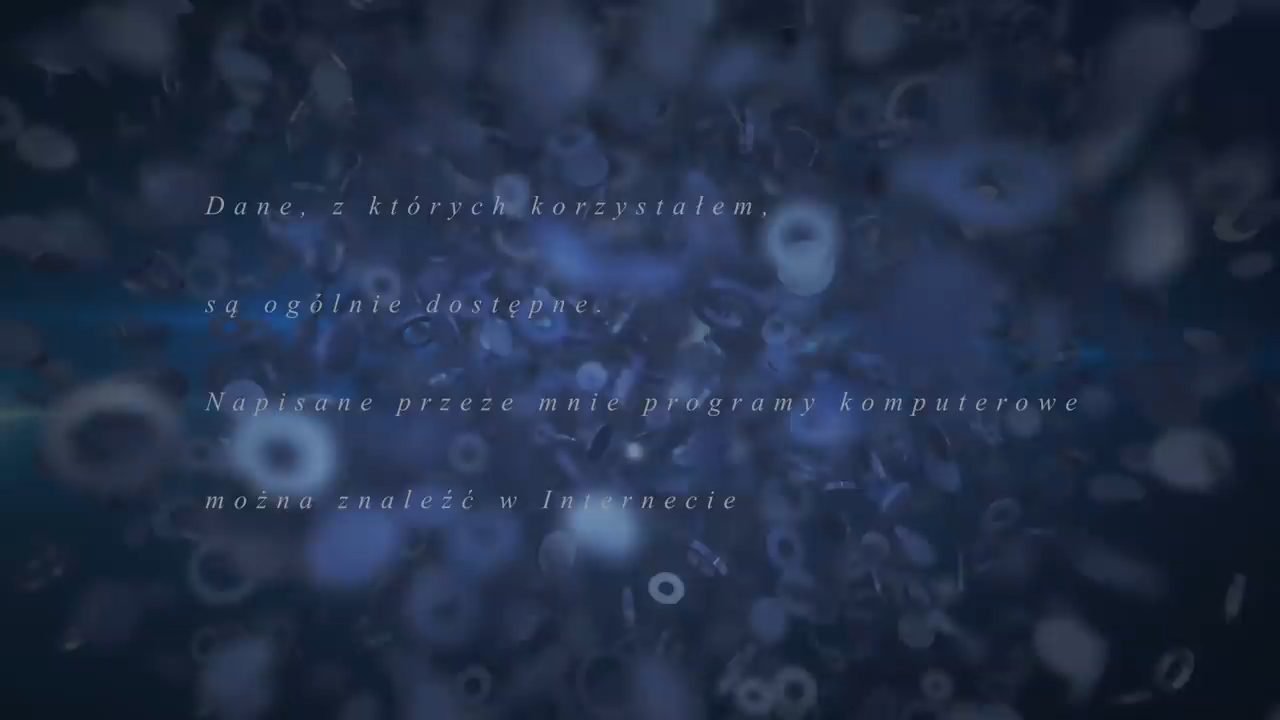 Dane, z których korzystałem,
są ogólnie dostępne.
Napisane przeze mnie programy komputerowe
można znaleźć w Internecie